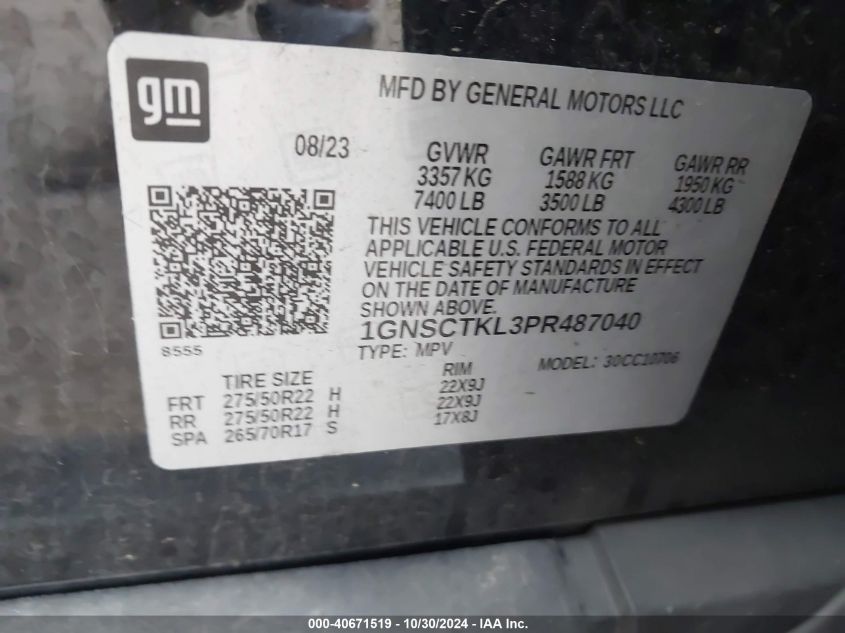 gm
MFD BY GENERAL MOTORS LLC
08/23
GVWR GAWR FRT GAWR RR
3357 KG 1588 KG 1950 KG
7400 LB 3500 LB 4300 LB
THIS VEHICLE CONFORMS TO ALL
APPLICABLE U.S. FEDERAL MOTOR
VEHICLE SAFETY STANDARDS IN EFFECT
ON THE DATE OF MANUFACTURE
SHOWN ABOVE.
1GNSCTKL3PR487040
8555
TYPE: MPV MODEL: 30CC10706
TIRE SIZE RIM
FRT 275/50R22 H 22X9J
RR 275/50R22 H 22X9J
SPA 265/70R17 S 17X8J
000-40671519 - 10/30/2024 - IAA Inc.